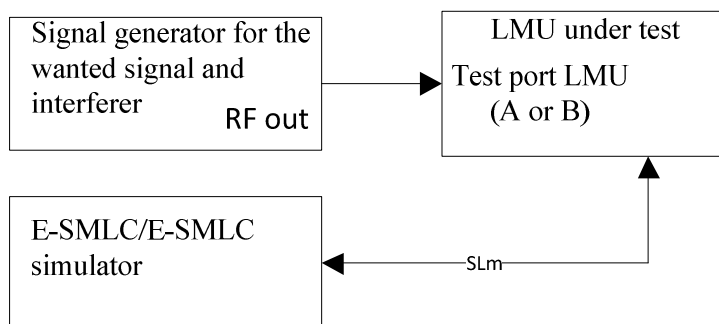 Signal generator for the
wanted signal and
interferer
RF out
LMU under test
Test port LMU
(A or B)
E-SMLC/E-SMLC
simulator
SLm